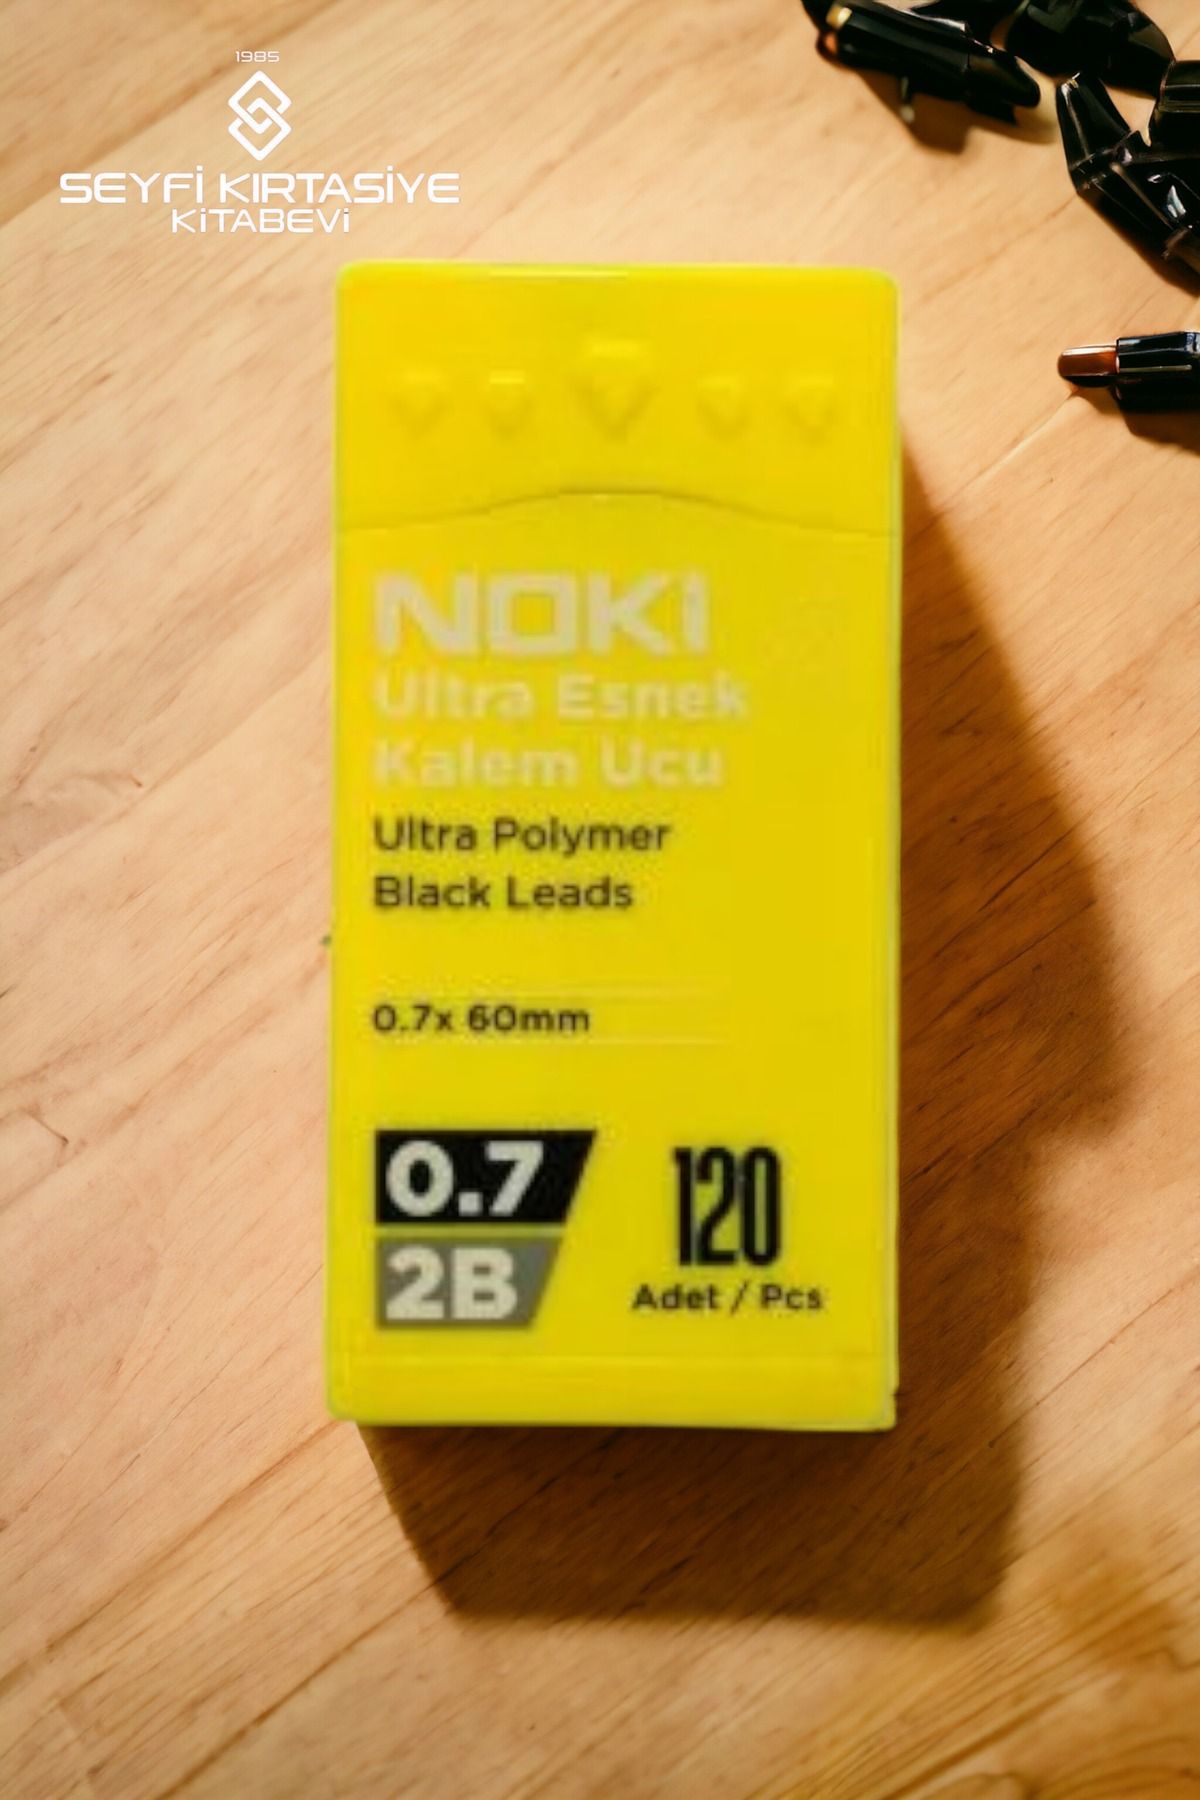 1985
SEYFİ KIRTASİYE
KİTABEVİ
NOKI
Ultra Esnek
Kalem Ucu
Ultra Polymer
Black Leads
0.7x 60mm
0.7
2B
120
Adet / Pcs